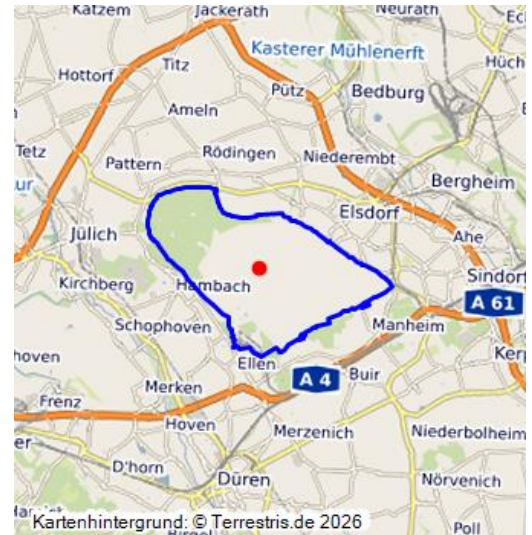 Katzem
Jackerath
Neurath
Kasterer Mühlenerft
Titz
Hottorf
Pütz
Bedburg
Ameln
Tetz
Pattern
Rödingen
Niederembt
Bergheim
Elsdorf
Jülich
Ahe
Kirchberg
Hambach
Sindorf
A 61
Schophoven
Manheim
Ellen
A 4
Buir
Merken
Frenz
Hoven
Merzenich
Niederbolheim
D'horn
Düren
Nörvenich
Poll
Kartenhintergrund: © Terrestris.de 2026